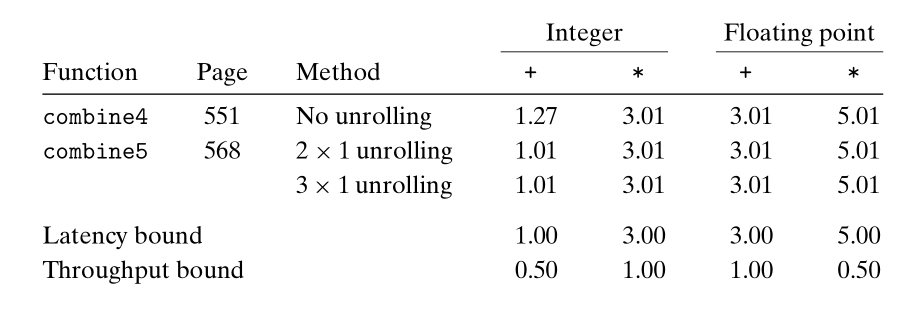 Integer Floating point
Function Page Method + * + *
combine4 551 No unrolling 1.27 3.01 3.01 5.01
combine5 568 2 × 1 unrolling 1.01 3.01 3.01 5.01
3 × 1 unrolling 1.01 3.01 3.01 5.01
Latency bound 1.00 3.00 3.00 5.00
Throughput bound 0.50 1.00 1.00 0.50